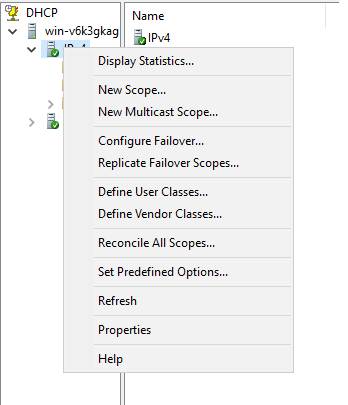 DHCP
Name
win-v6k3gkag
IPv4
IPv4
Display Statistics...
New Scope...
New Multicast Scope...
Configure Failover...
Replicate Failover Scopes...
Define User Classes...
Define Vendor Classes...
Reconcile All Scopes...
Set Predefined Options...
Refresh
Properties
Help